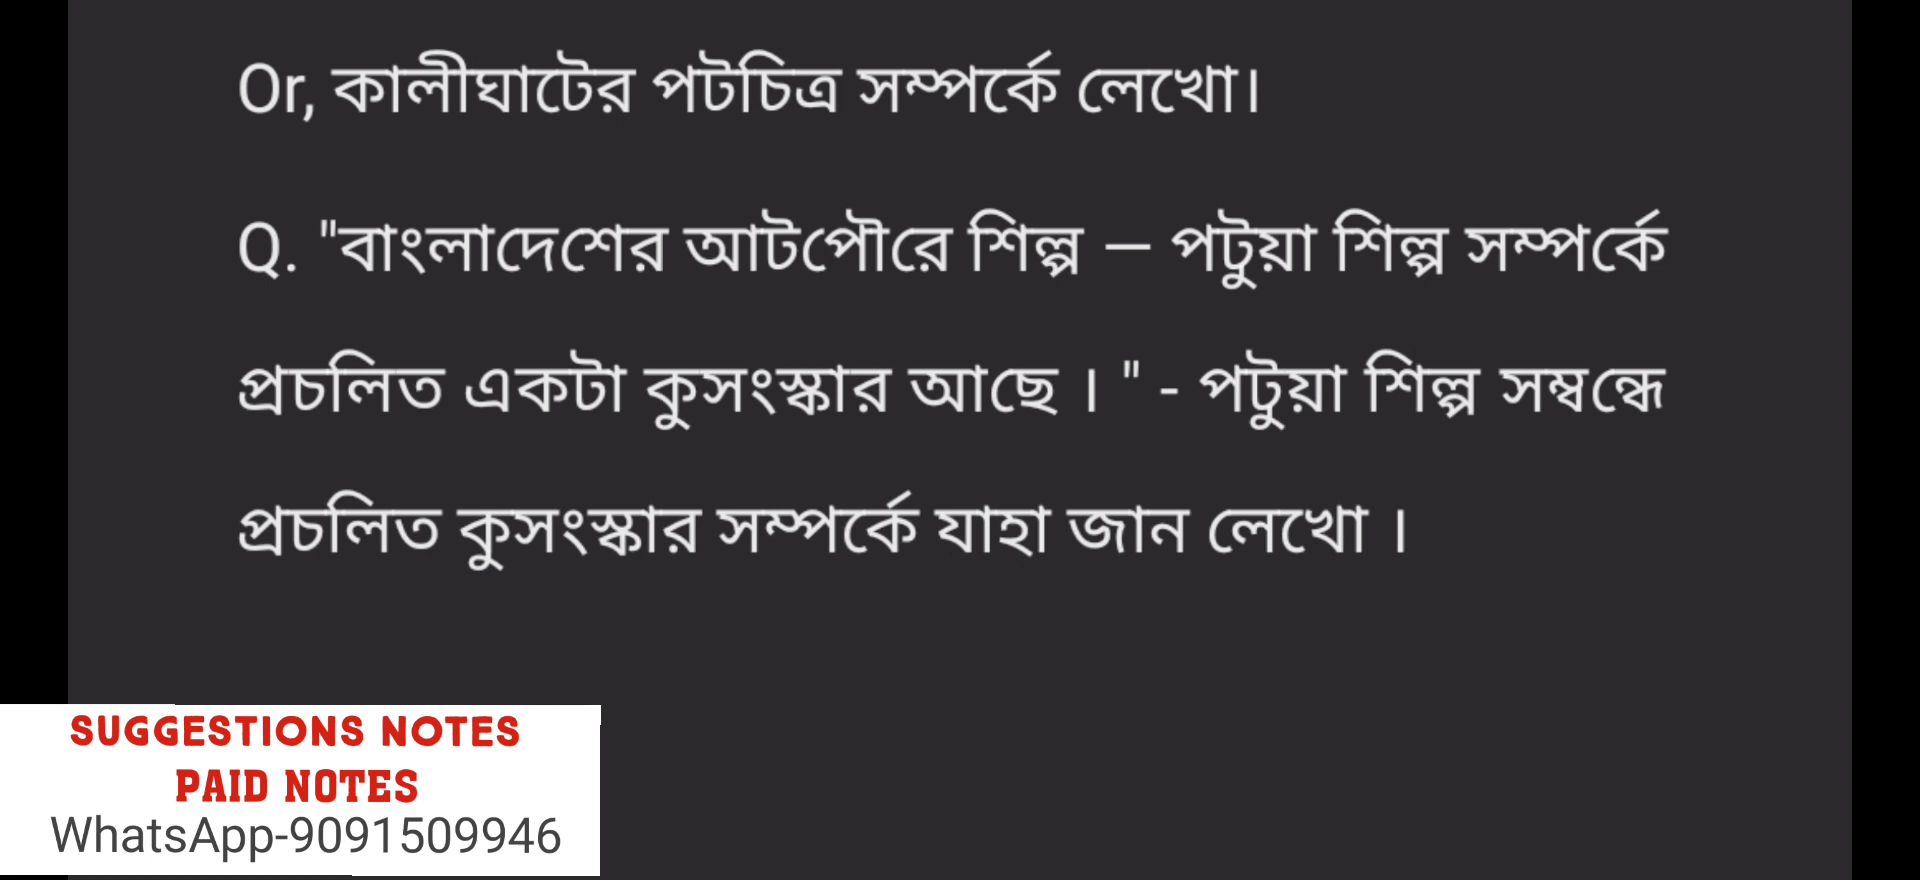 Or, কালীঘাটের পটচিত্র সম্পর্কে লেখো।
Q. "বাংলাদেশের আটপৌরে শিল্প – পটুয়া শিল্প সম্পর্কে
প্রচলিত একটা কুসংস্কার আছে । " - পটুয়া শিল্প সম্বন্ধে
প্রচলিত কুসংস্কার সম্পর্কে যাহা জান লেখো ।
SUGGESTIONS NOTES
PAID NOTES
WhatsApp-9091509946